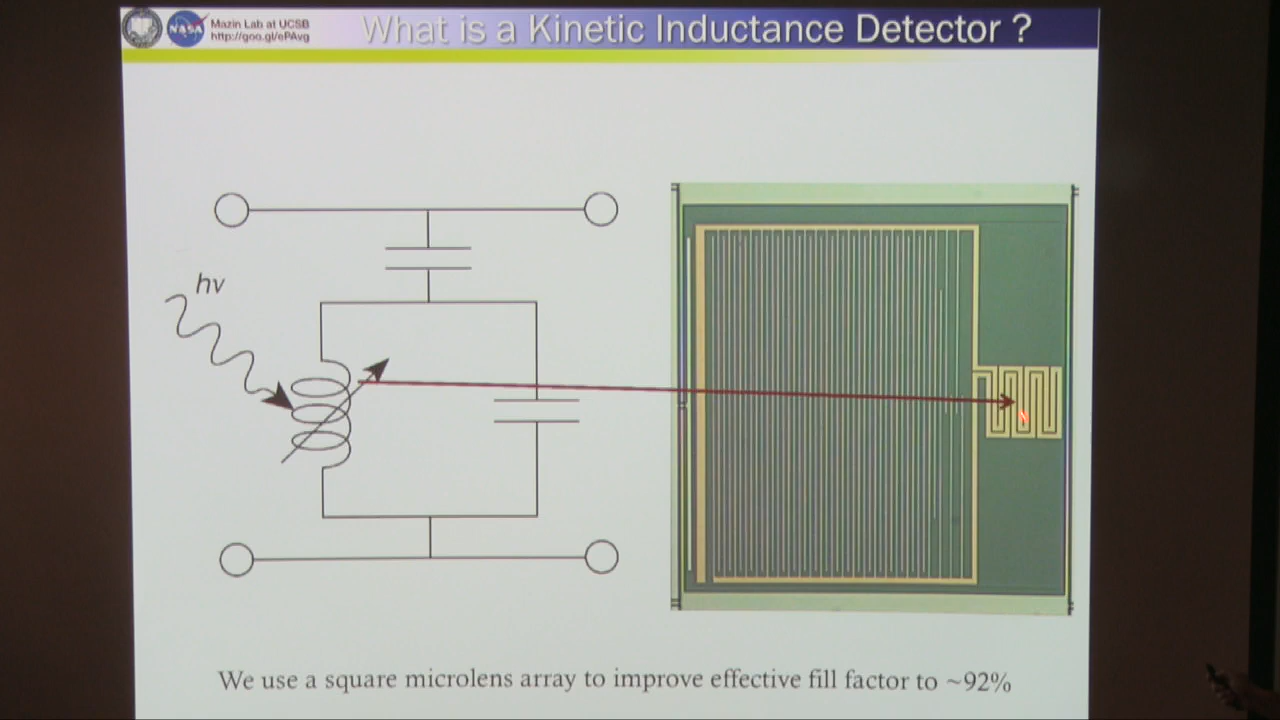 Mazin Lab at UCSB
http://goo.gl/ePAvg
NASA
What is a Kinetic Inductance Detector ?
hν
We use a square microlens array to improve effective fill factor to ~92%